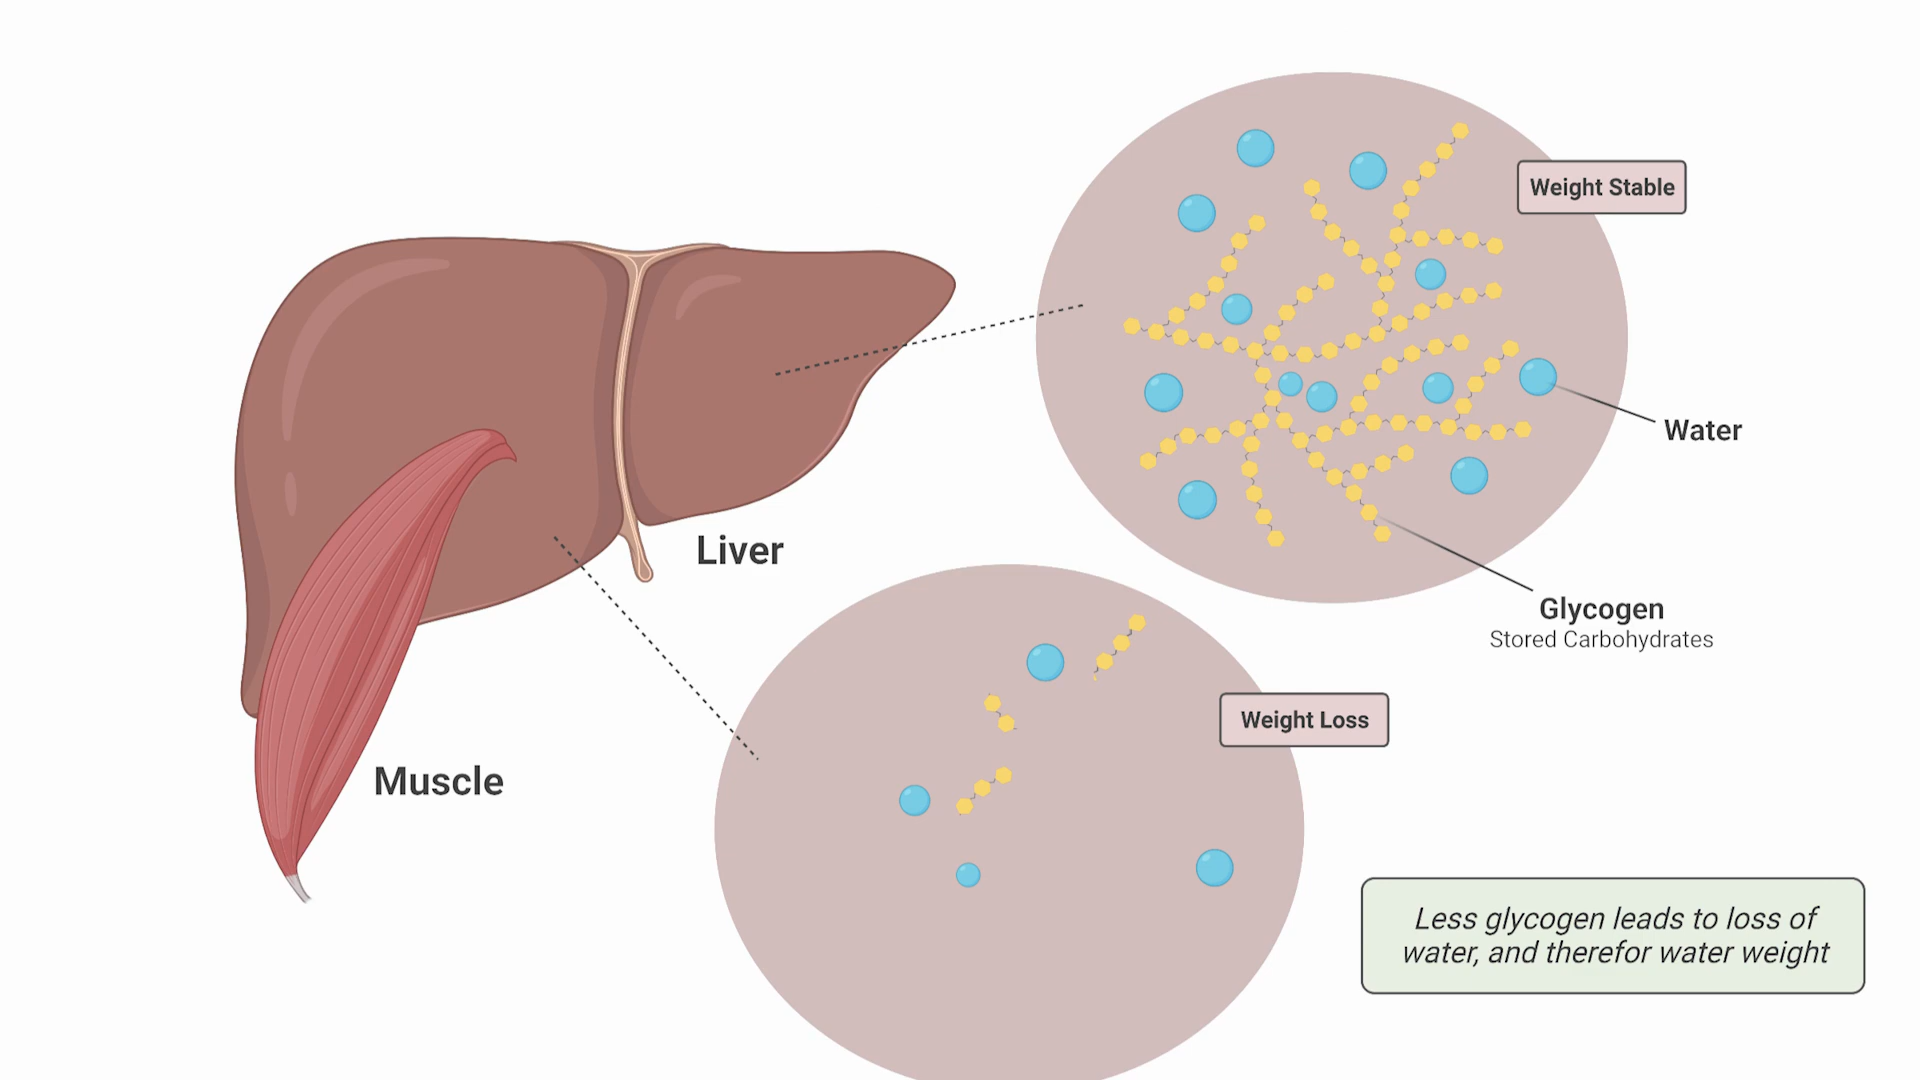 Weight Stable
Water
Liver
Glycogen
Stored Carbohydrates
Weight Loss
Muscle
Less glycogen leads to loss of
water, and therefor water weight